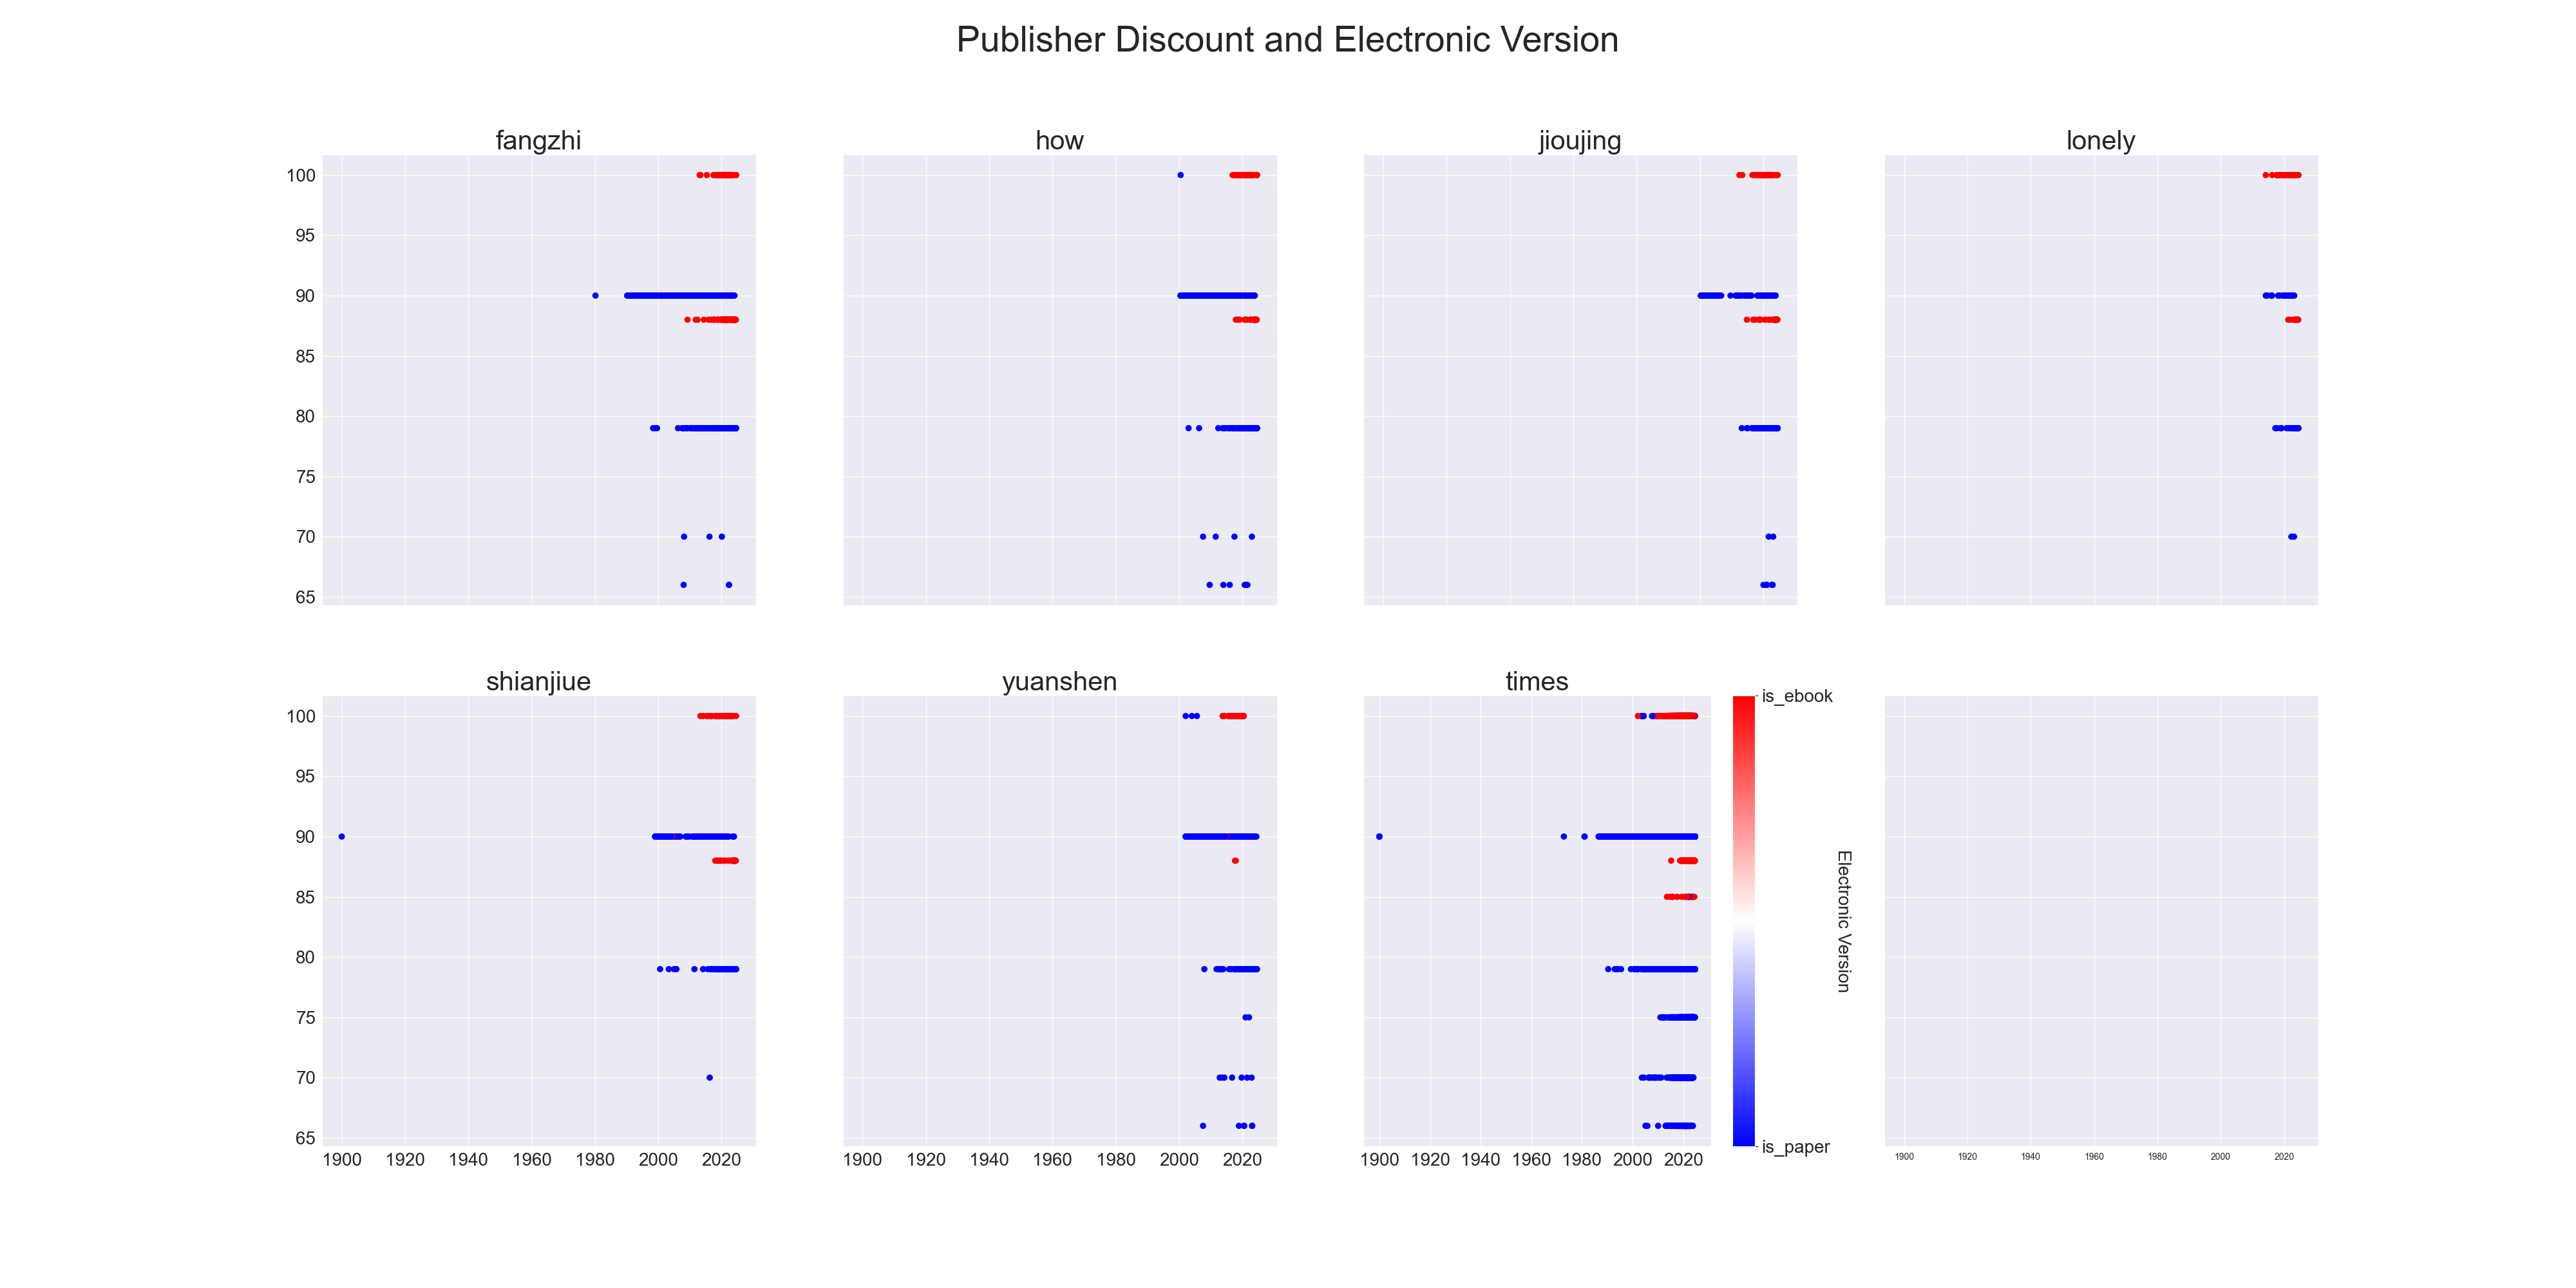 Publisher Discount and Electronic Version
fangzhi
how
jioujing
lonely
100
95
90
85
80
75
70
65
shianjiue
yuanshen
times
100
95
90
85
80
75
70
65
is_ebook
Electronic Version
is_paper
1900 1920 1940 1960 1980 2000 2020
1900 1920 1940 1960 1980 2000 2020
1900 1920 1940 1960 1980 2000 2020
1900 1920 1940 1960 1980 2000 2020